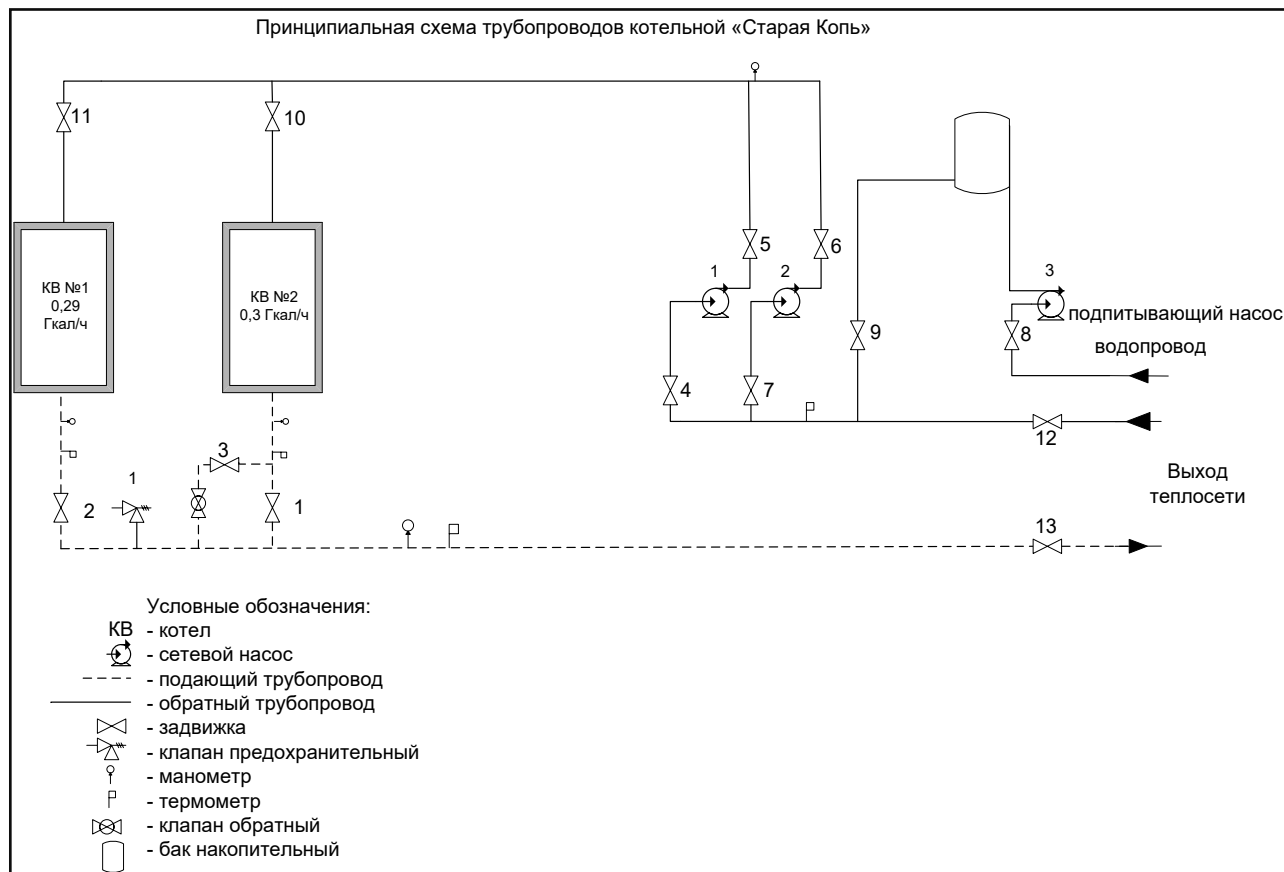 Принципиальная схема трубопроводов котельной «Старая Копь»
11
10
5
6
КВ №1
0,29
Гкал/ч
КВ №2
0,3 Гкал/ч
1
2
3
подпитывающий насос
9
8
водопровод
4
7
12
3
1
2
1
Выход
теплосети
13
Условные обозначения:
КВ - котел
- сетевой насос
- подающий трубопровод
- обратный трубопровод
- задвижка
- клапан предохранительный
- манометр
- термометр
- клапан обратный
- бак накопительный